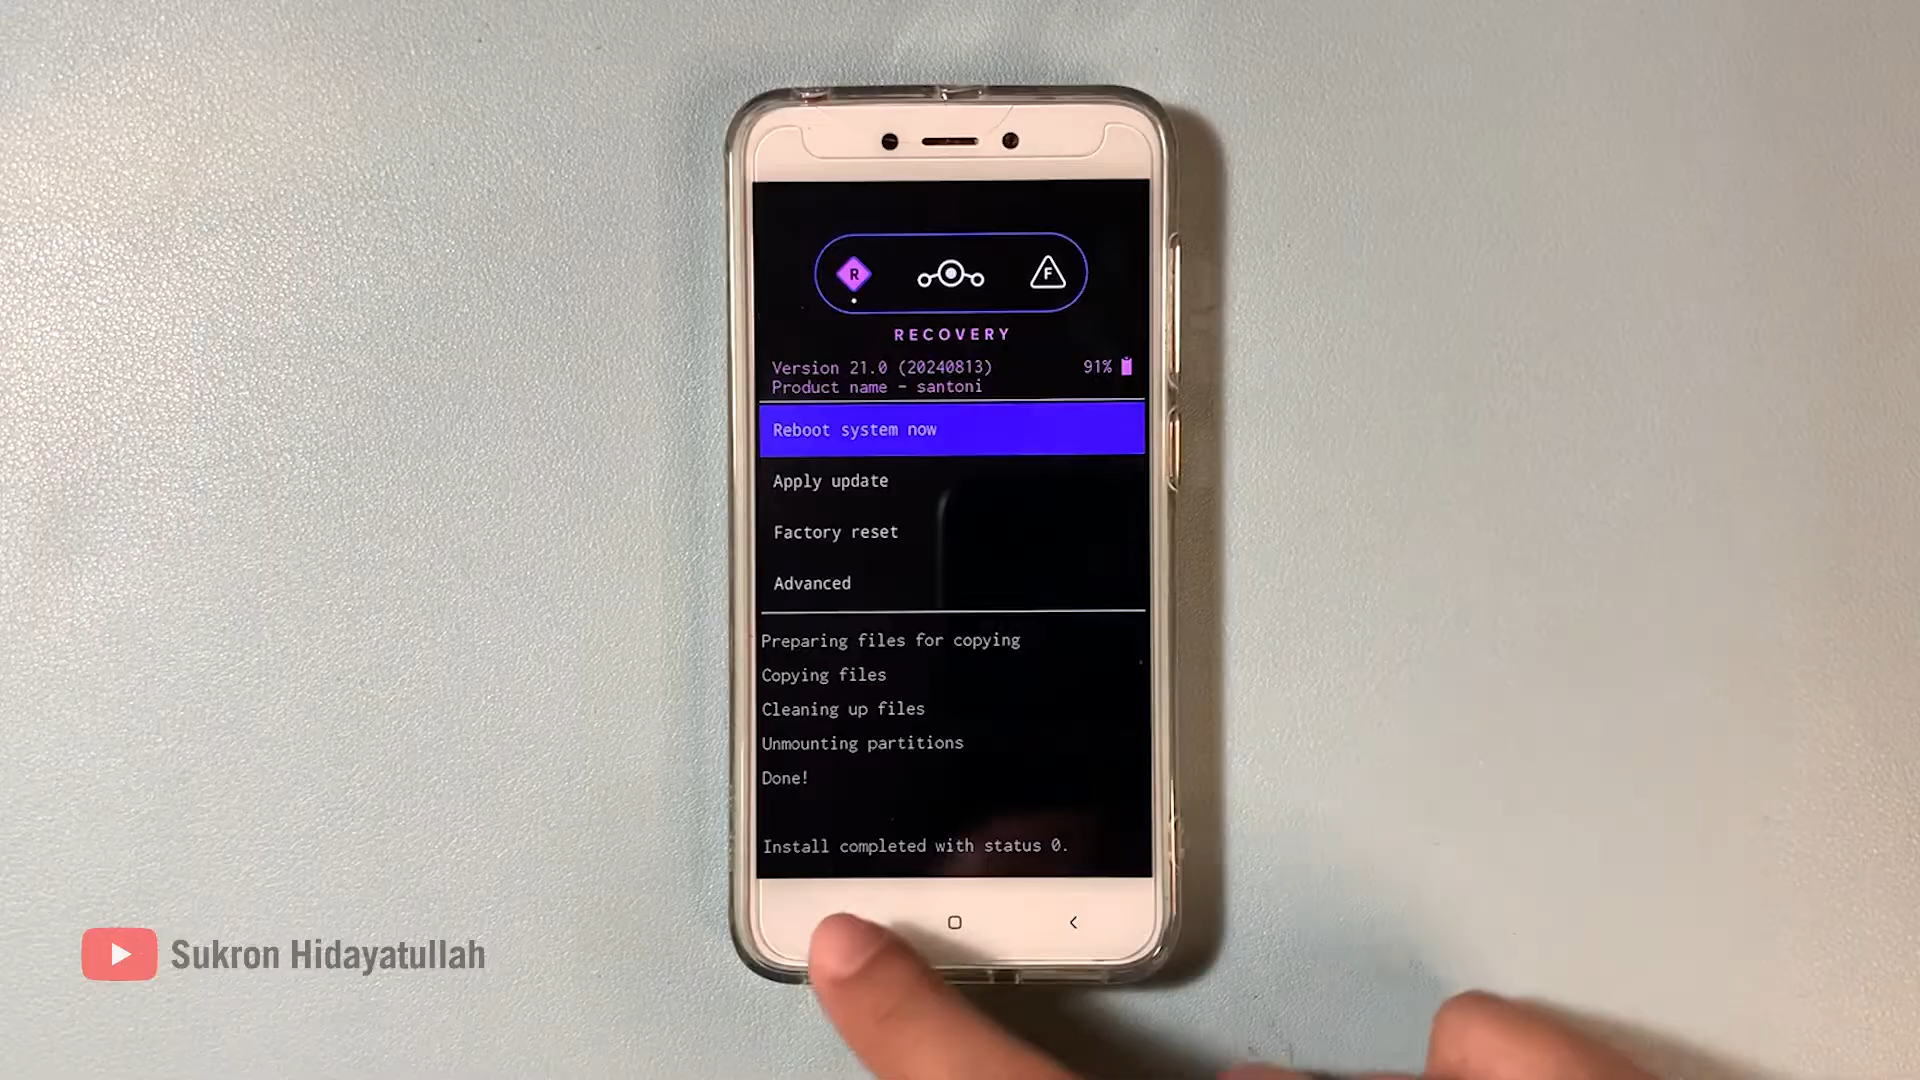 R
F
RECOVERY
Version 21.0 (20240813)
91%
Product name - santoni
Reboot system now
Apply update
Factory reset
Advanced
Preparing files for copying
Copying files
Cleaning up files
Unmounting partitions
Done!
Install completed with status 0.
Sukron Hidayatullah